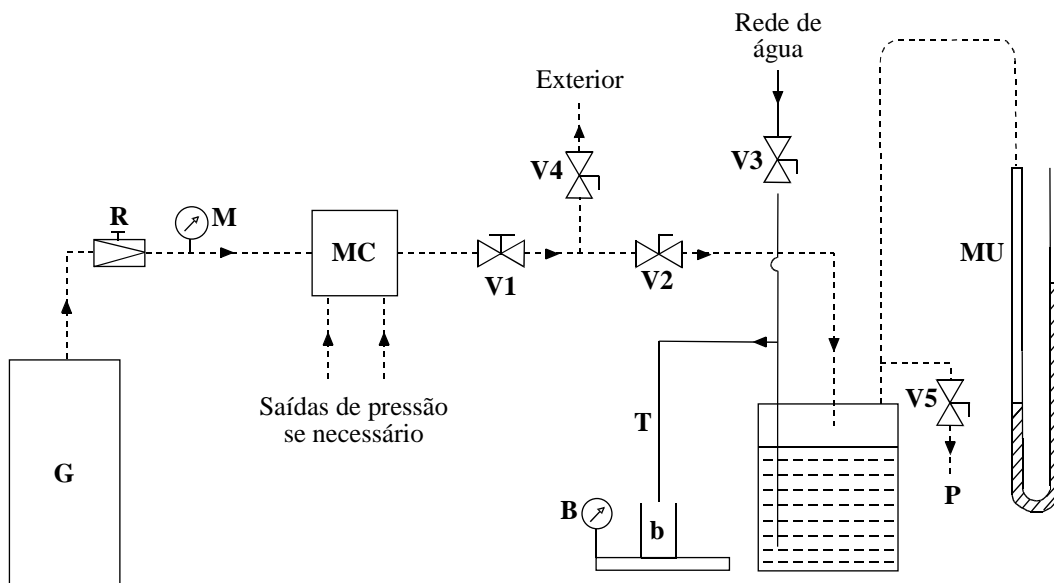 Rede de
água
Exterior
V4
V3
R
M
MC
V1
V2
MU
Saídas de pressão
se necessário
T
V5
G
B
b
P